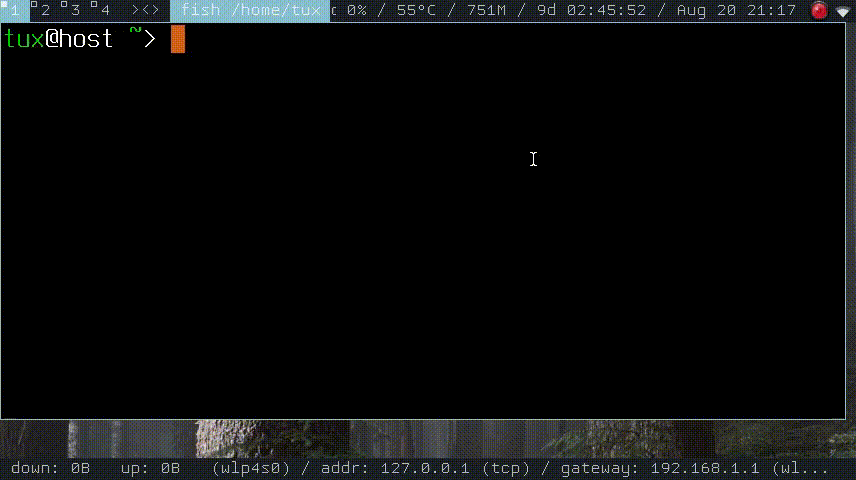 1 2 3 4 ><> fish /home/tux 0% / 55°C / 751M / 9d 02:45:52 / Aug 20 21:17
tux@host ~>
down: 0B up: 0B (wlp4s0) / addr: 127.0.0.1 (tcp) / gateway: 192.168.1.1 (wl...